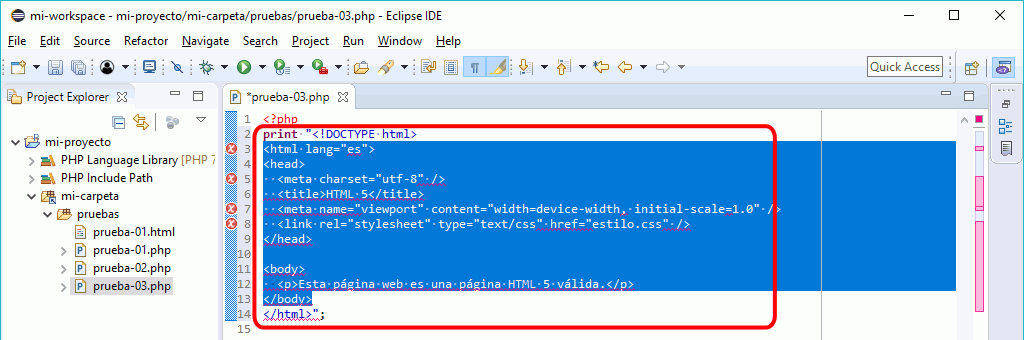 mi-workspace - mi-proyecto/mi-carpeta/pruebas/prueba-03.php - Eclipse IDE
File Edit Source Refactor Navigate Search Project Run Window Help
Quick Access
Project Explorer
mi-proyecto
PHP Language Library [PHP 7
PHP Include Path
mi-carpeta
pruebas
prueba-01.html
prueba-01.php
prueba-02.php
prueba-03.php
*prueba-03.php
1 <?php
2 print·"<!DOCTYPE·html>
3 <html·lang="es">
4 <head>
5 ··<meta·charset="utf-8"·/>
6 ··<title>HTML·5</title>
7 ··<meta·name="viewport"·content="width=device-width,·initial-scale=1.0"·/>
8 ··<link·rel="stylesheet"·type="text/css"·href="estilo.css"·/>
9 </head>
10
11 <body>
12 ··<p>Esta·página·web·es·una·página·HTML·5·válida.</p>
13 </body>
14 </html>";
15